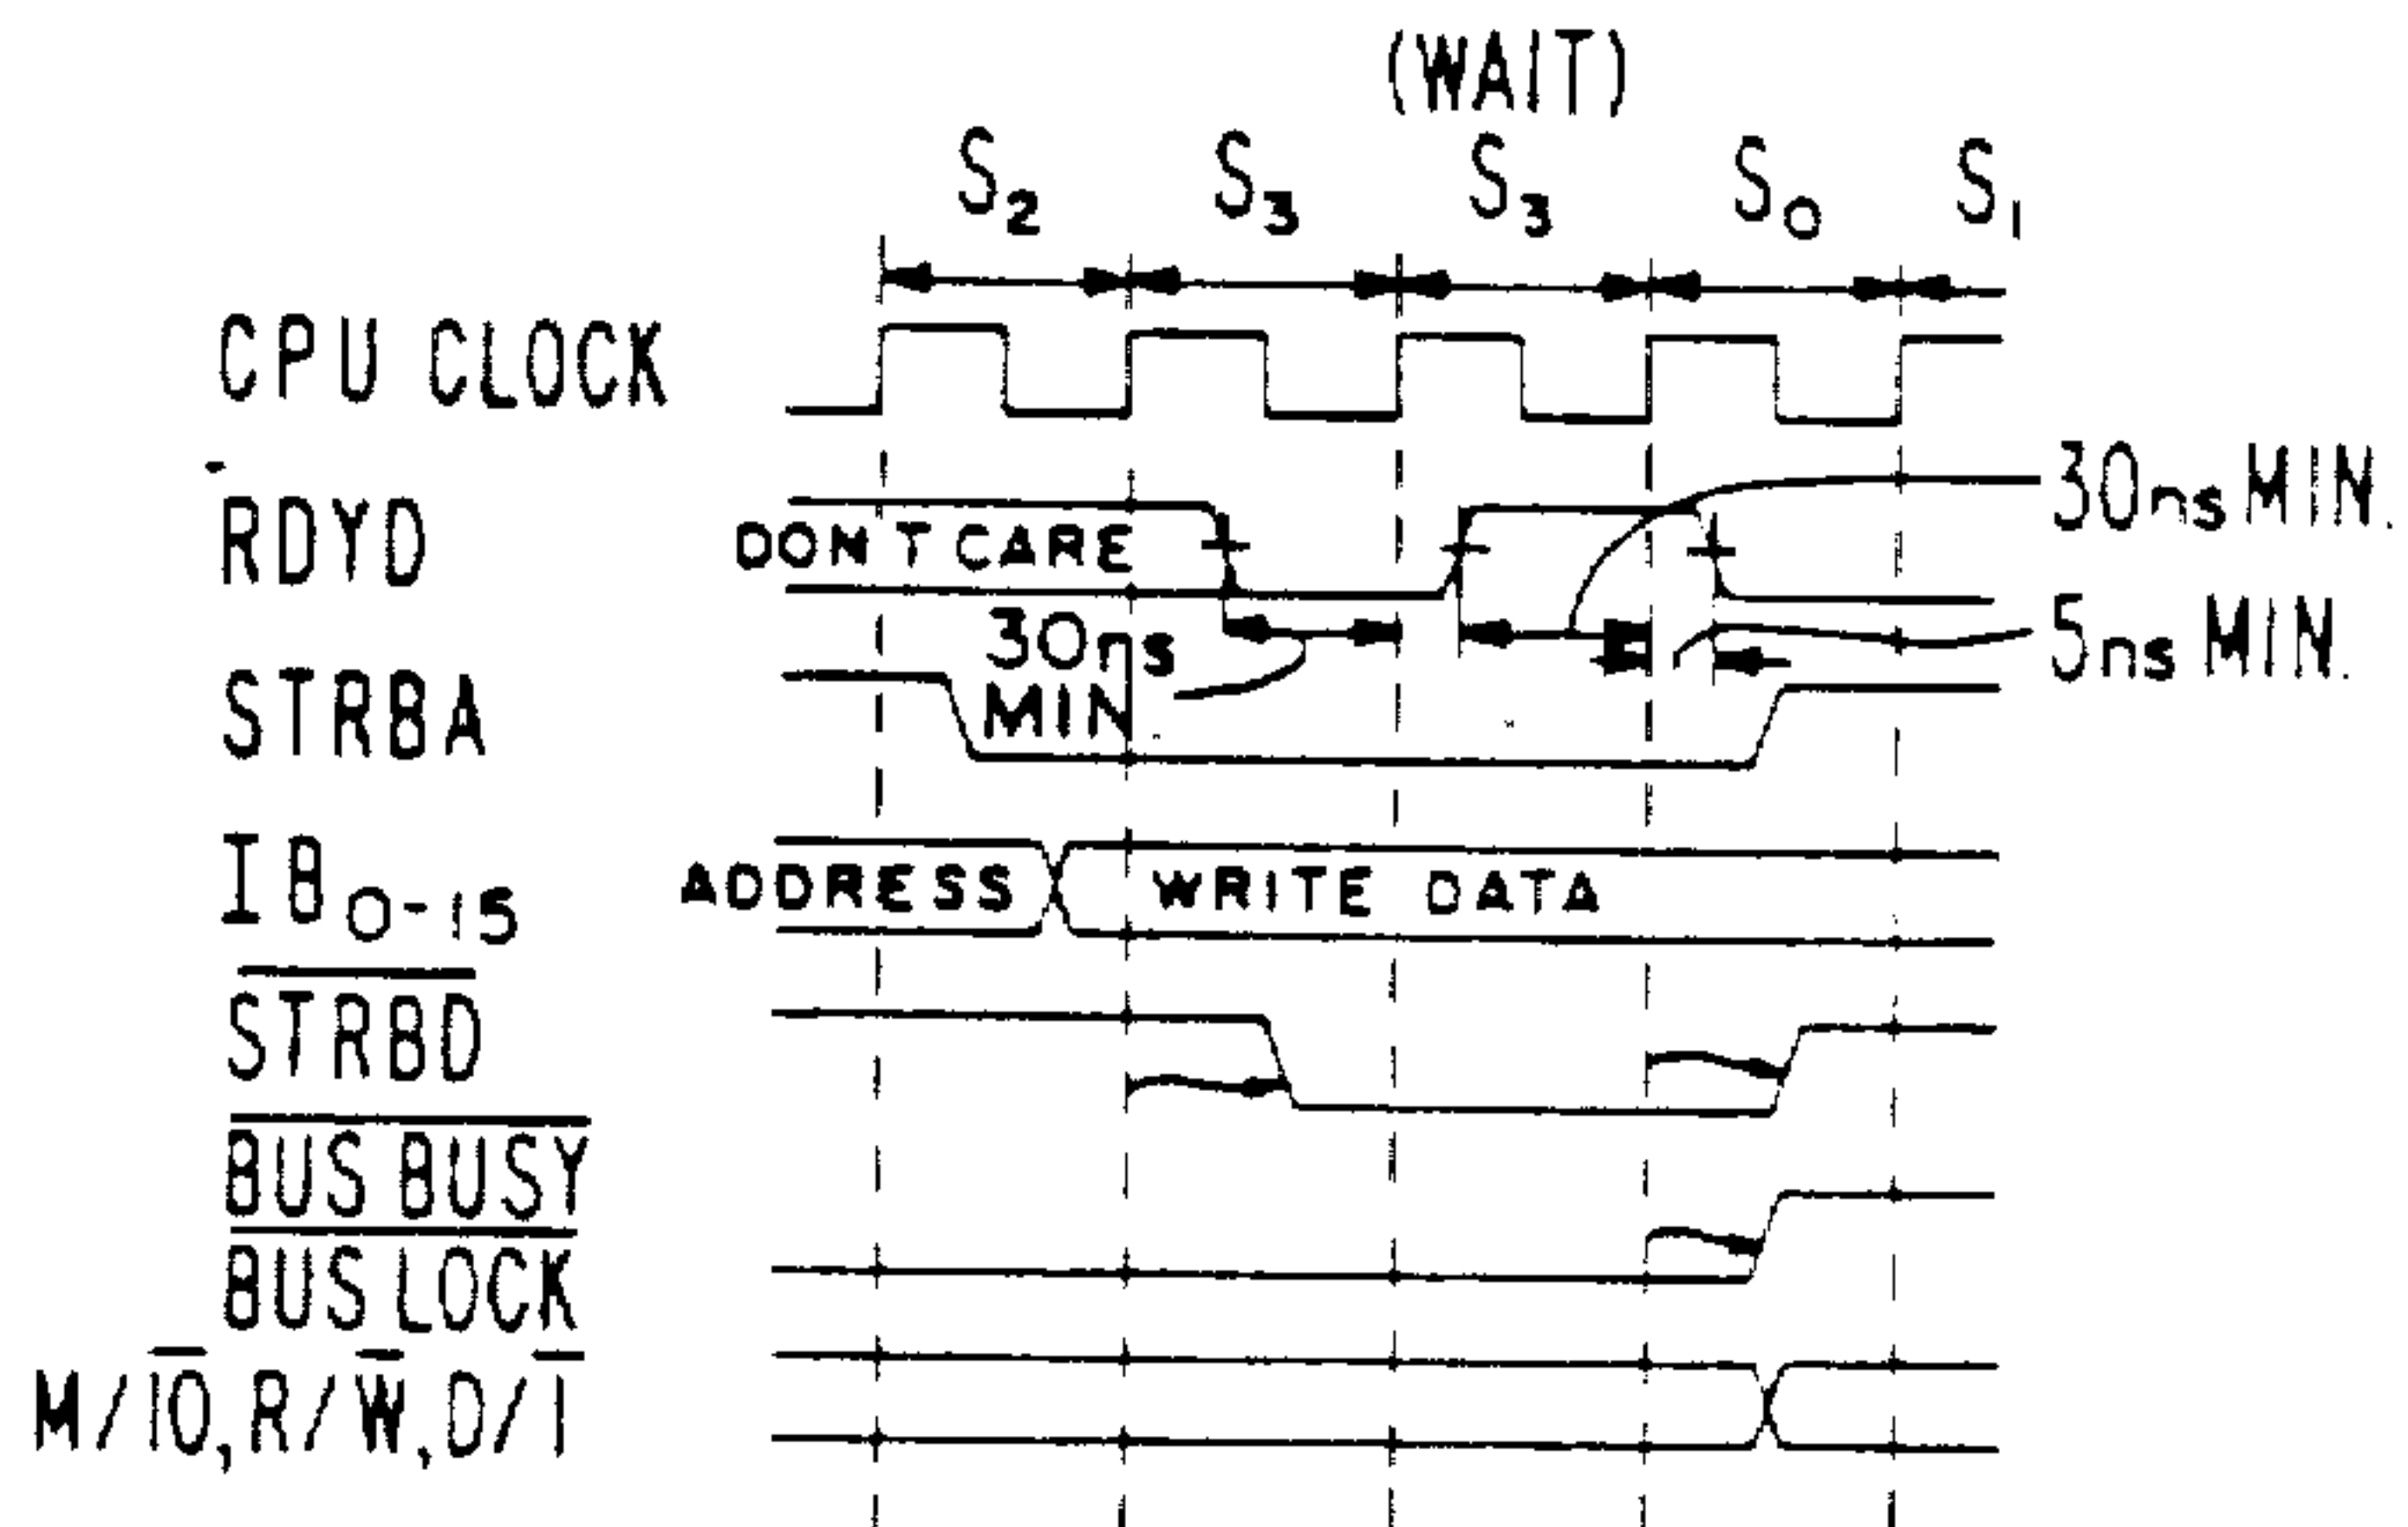 (WAIT)
S₂ S₃ S₃ S₀ S₁
CPU CLOCK
RDYD
30ns MIN.
DON T CARE
30ns
MIN.
5ns MIN.
STRBA
IB₀₋₁₅
ADDRESS WRITE DATA
STRBD
BUS BUSY
BUS LOCK
M/IO, R/W, D/I